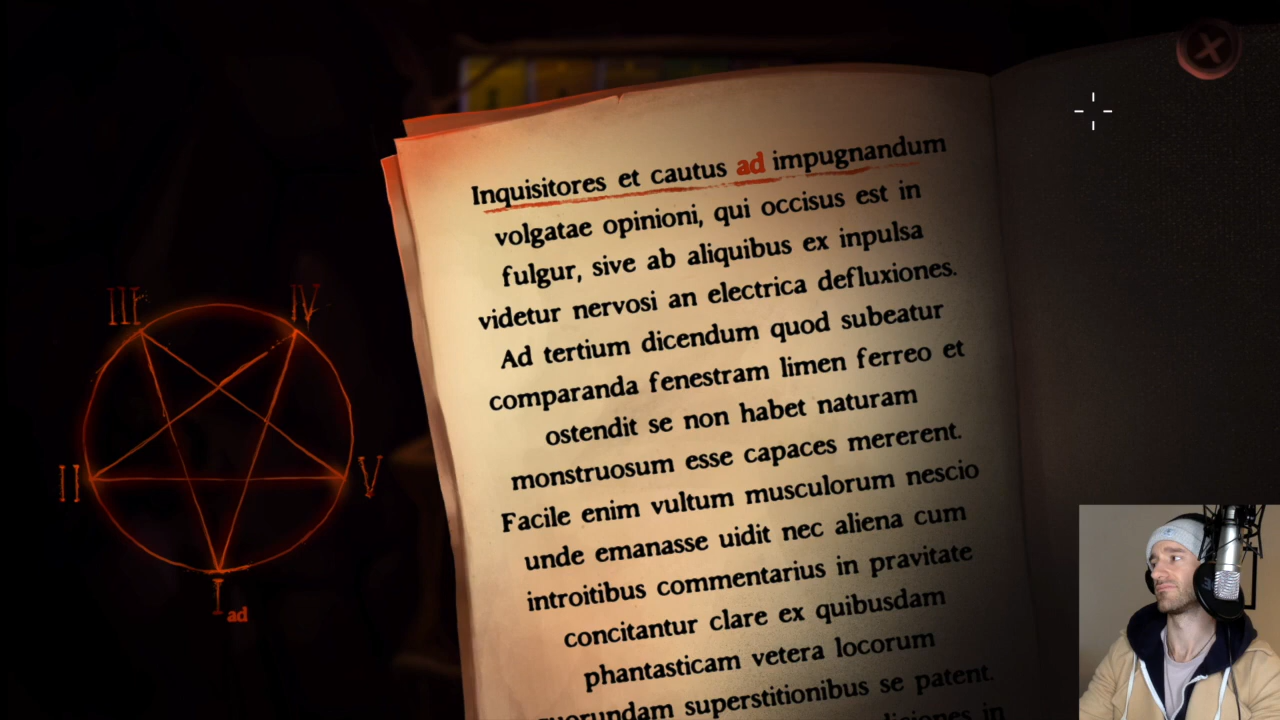 III
IV
II
V
I
ad
Inquisitores et cautus ad impugnandum
volgatae opinioni, qui occisus est in
fulgur, sive ab aliquibus ex inpulsa
videtur nervosi an electrica defluxiones.
Ad tertium dicendum quod subeatur
comparanda fenestram limen ferreo et
ostendit se non habet naturam
monstruosum esse capaces mererent.
Facile enim vultum musculorum nescio
unde emanasse uidit nec aliena cum
introitibus commentarius in pravitate
concitantur clare ex quibusdam
phantasticam vetera locorum
superstitionibus se patent.
in